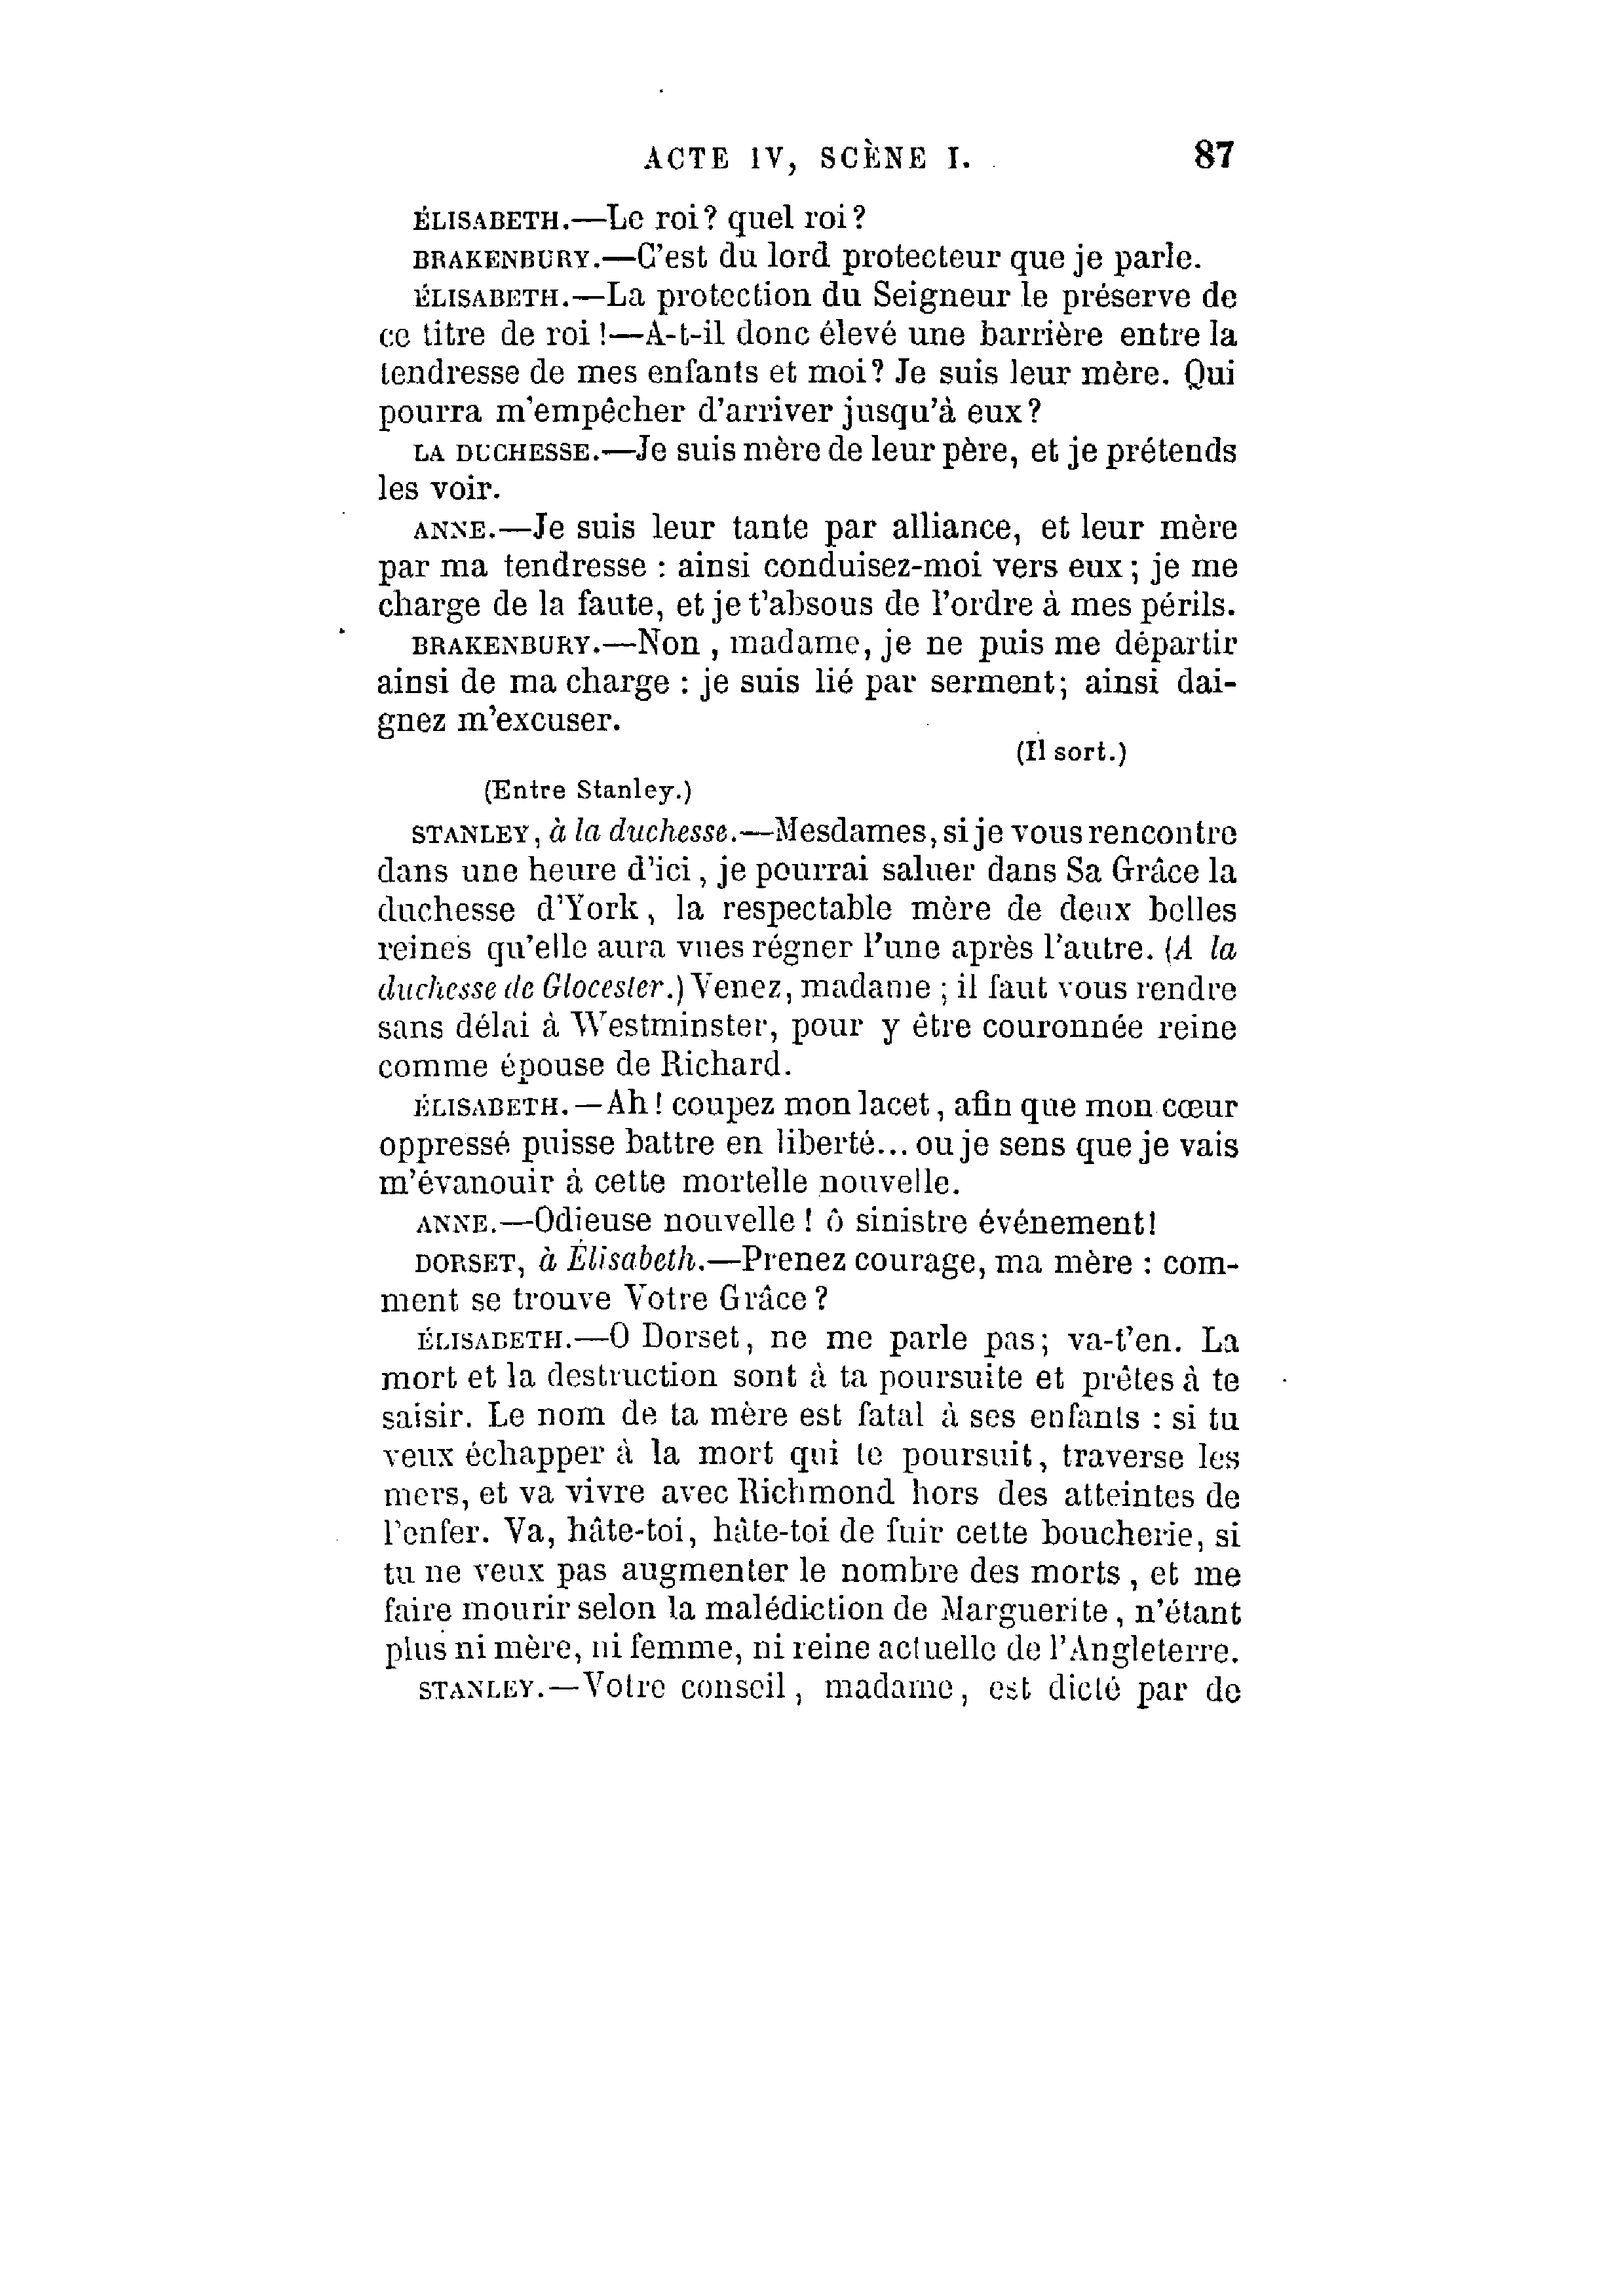 ACTE IV, SCÈNE I. 87
ÉLISABETH.—Le roi? quel roi?
BRAKENBURY.—C'est du lord protecteur que je parle.
ÉLISABETH.—La protection du Seigneur le préserve de
ce titre de roi!—A-t-il donc élevé une barrière entre la
tendresse de mes enfants et moi? Je suis leur mère. Qui
pourra m'empêcher d'arriver jusqu'à eux?
LA DUCHESSE.—Je suis mère de leur père, et je prétends
les voir.
ANNE.—Je suis leur tante par alliance, et leur mère
par ma tendresse : ainsi conduisez-moi vers eux; je me
charge de la faute, et je t'absous de l'ordre à mes périls.
BRAKENBURY.—Non, madame, je ne puis me départir
ainsi de ma charge : je suis lié par serment; ainsi dai-
gnez m'excuser.
(Il sort.)
(Entre Stanley.)
STANLEY, à la duchesse.—Mesdames, si je vous rencontre
dans une heure d'ici, je pourrai saluer dans Sa Grâce la
duchesse d'York, la respectable mère de deux belles
reines qu'elle aura vues régner l'une après l'autre. (A la
duchesse de Glocester.) Venez, madame; il faut vous rendre
sans délai à Westminster, pour y être couronnée reine
comme épouse de Richard.
ÉLISABETH.—Ah! coupez mon lacet, afin que mon cœur
oppressé puisse battre en liberté... ou je sens que je vais
m'évanouir à cette mortelle nouvelle.
ANNE.—Odieuse nouvelle! ô sinistre événement!
DORSET, à Élisabeth.—Prenez courage, ma mère : com-
ment se trouve Votre Grâce?
ÉLISABETH.—O Dorset, ne me parle pas; va-t'en. La
mort et la destruction sont à ta poursuite et prêtes à te
saisir. Le nom de ta mère est fatal à ses enfants : si tu
veux échapper à la mort qui te poursuit, traverse les
mers, et va vivre avec Richmond hors des atteintes de
l'enfer. Va, hâte-toi, hâte-toi de fuir cette boucherie, si
tu ne veux pas augmenter le nombre des morts, et me
faire mourir selon la malédiction de Marguerite, n'étant
plus ni mère, ni femme, ni reine actuelle de l'Angleterre.
STANLEY.—Votre conseil, madame, est dicté par de